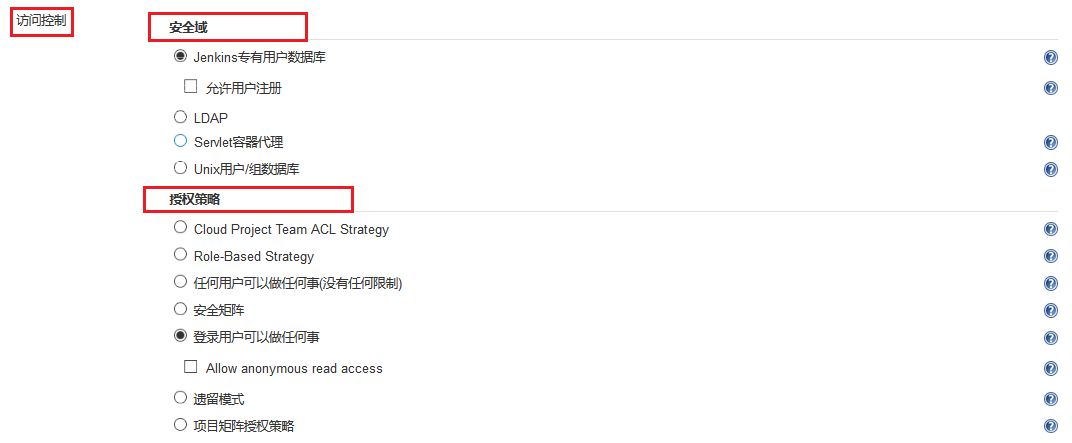 访问控制
安全域
Jenkins专有用户数据库
允许用户注册
LDAP
Servlet容器代理
Unix用户/组数据库
授权策略
Cloud Project Team ACL Strategy
Role-Based Strategy
任何用户可以做任何事(没有任何限制)
安全矩阵
登录用户可以做任何事
Allow anonymous read access
遗留模式
项目矩阵授权策略